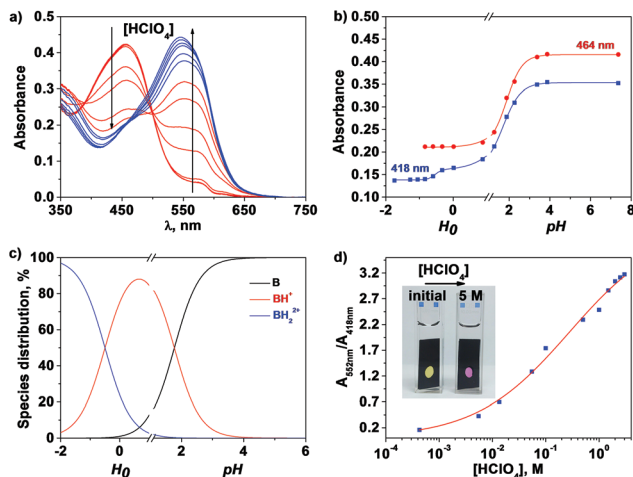 a)
[HClO₄]
Absorbance
0.5
0.4
0.3
0.2
0.1
0.0
350 450 550 650 750
λ, nm
b)
464 nm
418 nm
Absorbance
0.50
0.45
0.40
0.35
0.30
0.25
0.20
0.15
0.10
-2 0 2 4 6 8
H₀ pH
c)
B
BH⁺
BH₂²⁺
Species distribution, %
100
80
60
40
20
0
-2 0 2 4 6
H₀ pH
d)
[HClO₄]
initial 5 M
A₅₅₂ₙₘ/A₄₁₈ₙₘ
3.2
2.7
2.2
1.7
1.2
0.7
0.2
10⁻⁴ 10⁻³ 10⁻² 10⁻¹ 10⁰ 10¹
[HClO₄], M